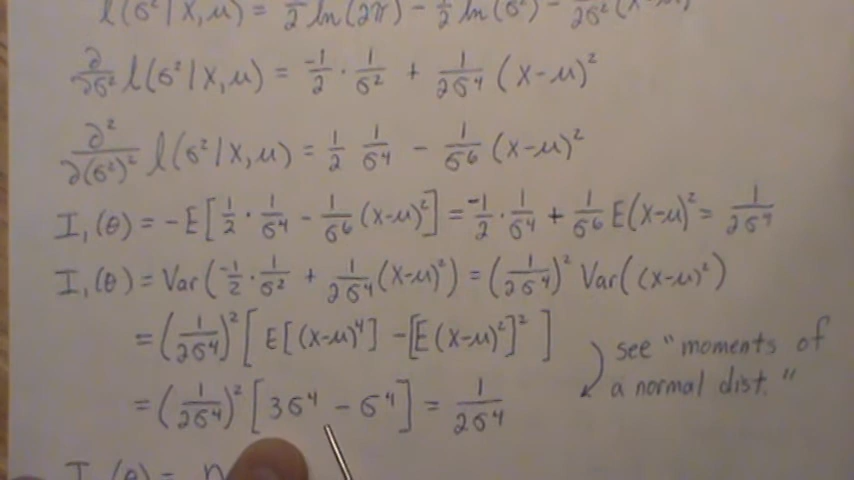 l(σ²|X,μ) = 1/2 ln(2π) - 1/2 ln(σ²) - 1/2σ² (X-μ)²
∂/∂σ² l(σ²|X,μ) = -1/2 · 1/σ² + 1/2σ⁴ (X-μ)²
∂²/∂(σ²)² l(σ²|X,μ) = 1/2 1/σ⁴ - 1/σ⁶ (X-μ)²
I₁(θ) = -E[1/2 · 1/σ⁴ - 1/σ⁶ (X-μ)²] = -1/2 · 1/σ⁴ + 1/σ⁶ E(X-μ)² = 1/2σ⁴
I₁(θ) = Var(-1/2 · 1/σ² + 1/2σ⁴ (X-μ)²) = (1/2σ⁴)² Var((X-μ)²)
= (1/2σ⁴)² [E[(X-μ)⁴] - [E(X-μ)²]²]
see "moments of
a normal dist."
= (1/2σ⁴)² [3σ⁴ - σ⁴] = 1/2σ⁴
(θ) = n